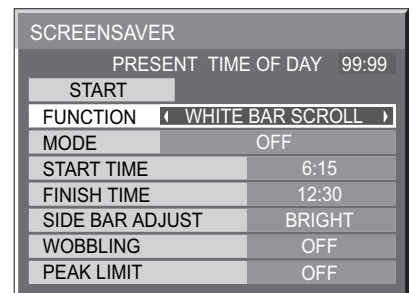 SCREENSAVER
PRESENT TIME OF DAY 99:99
START
FUNCTION WHITE BAR SCROLL
MODE OFF
START TIME 6:15
FINISH TIME 12:30
SIDE BAR ADJUST BRIGHT
WOBBLING OFF
PEAK LIMIT OFF